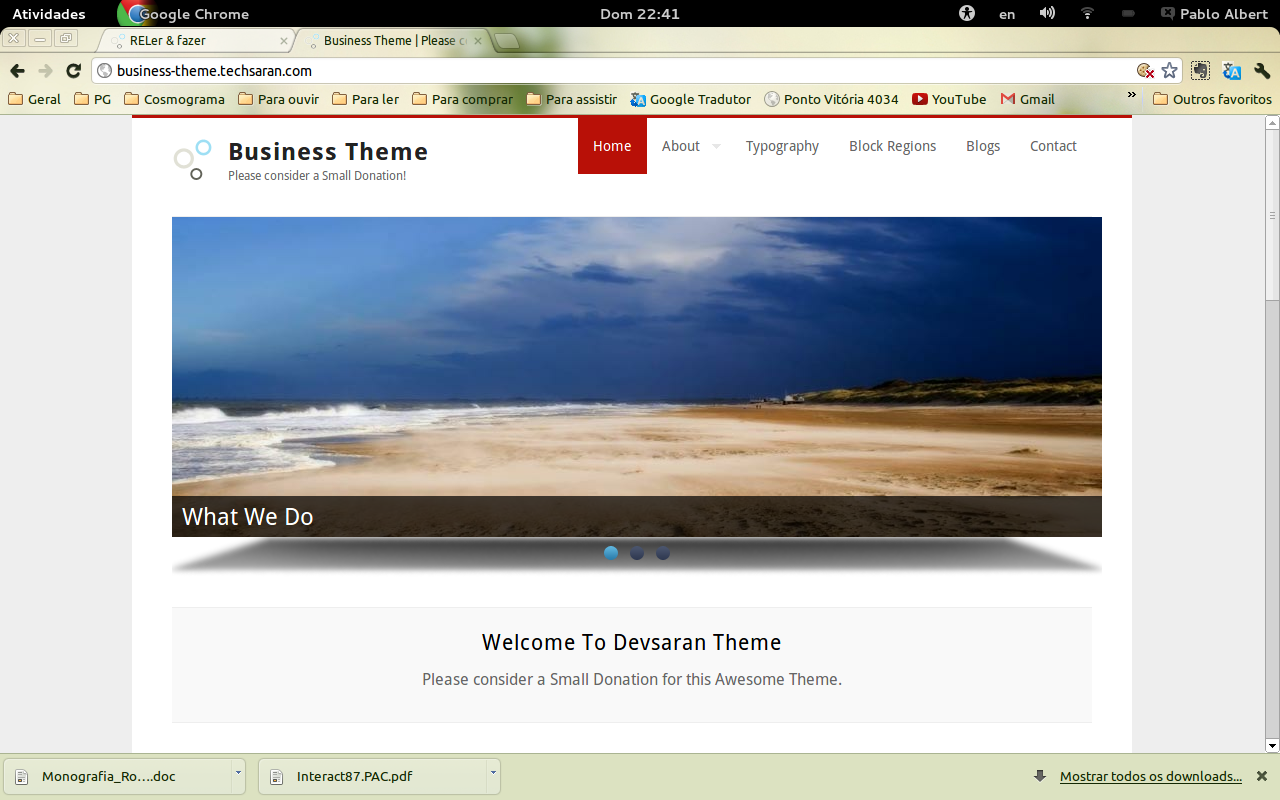 Atividades Google Chrome Dom 22:41 en Pablo Albert
RELer & fazer Business Theme | Please c
business-theme.techsaran.com
Geral PG Cosmograma Para ouvir Para ler Para comprar Para assistir Google Tradutor Ponto Vitória 4034 YouTube Gmail » Outros favoritos
Business Theme
Please consider a Small Donation!
Home About Typography Block Regions Blogs Contact
What We Do
Welcome To Devsaran Theme
Please consider a Small Donation for this Awesome Theme.
Monografia_Ro....doc Interact87.PAC.pdf Mostrar todos os downloads...